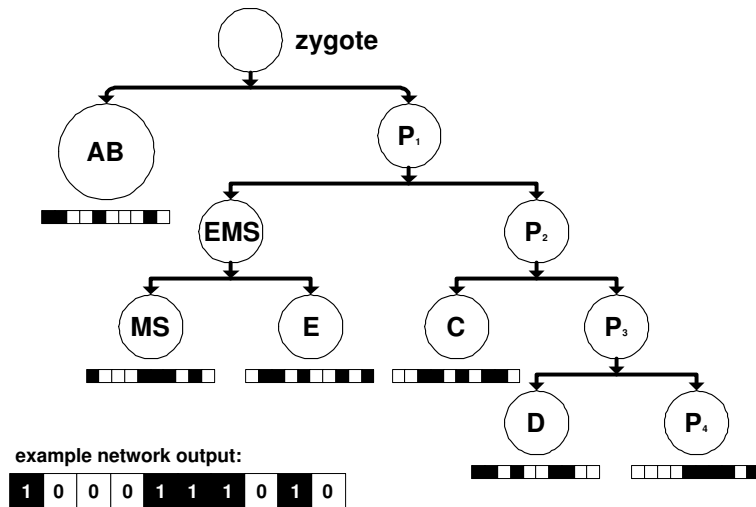 zygote
AB
P1
EMS
P2
MS
E
C
P3
D
P4
example network output:
1 0 0 0 1 1 1 0 1 0